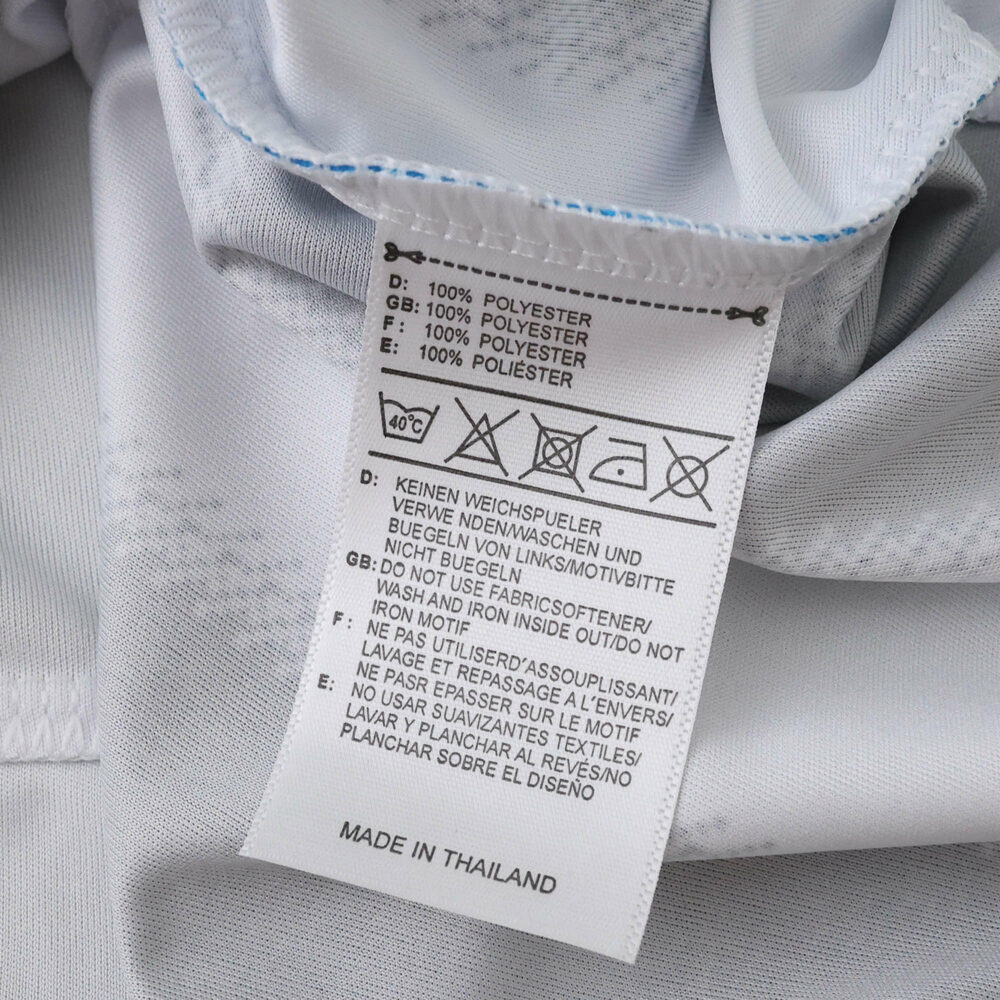 D: 100% POLYESTER
GB: 100% POLYESTER
F: 100% POLYESTER
E: 100% POLIÉSTER
40°C
D: KEINEN WEICHSPUELER
VERWE NDEN/WASCHEN UND
BUEGELN VON LINKS/MOTIVBITTE
NICHT BUEGELN
GB: DO NOT USE FABRICSOFTENER/
WASH AND IRON INSIDE OUT/DO NOT
IRON MOTIF
F: NE PAS UTILISERD'ASSOUPLISSANT/
LAVAGE ET REPASSAGE A L'ENVERS/
NE PASR EPASSER SUR LE MOTIF
E: NO USAR SUAVIZANTES TEXTILES/
LAVAR Y PLANCHAR AL REVÉS/NO
PLANCHAR SOBRE EL DISEÑO
MADE IN THAILAND